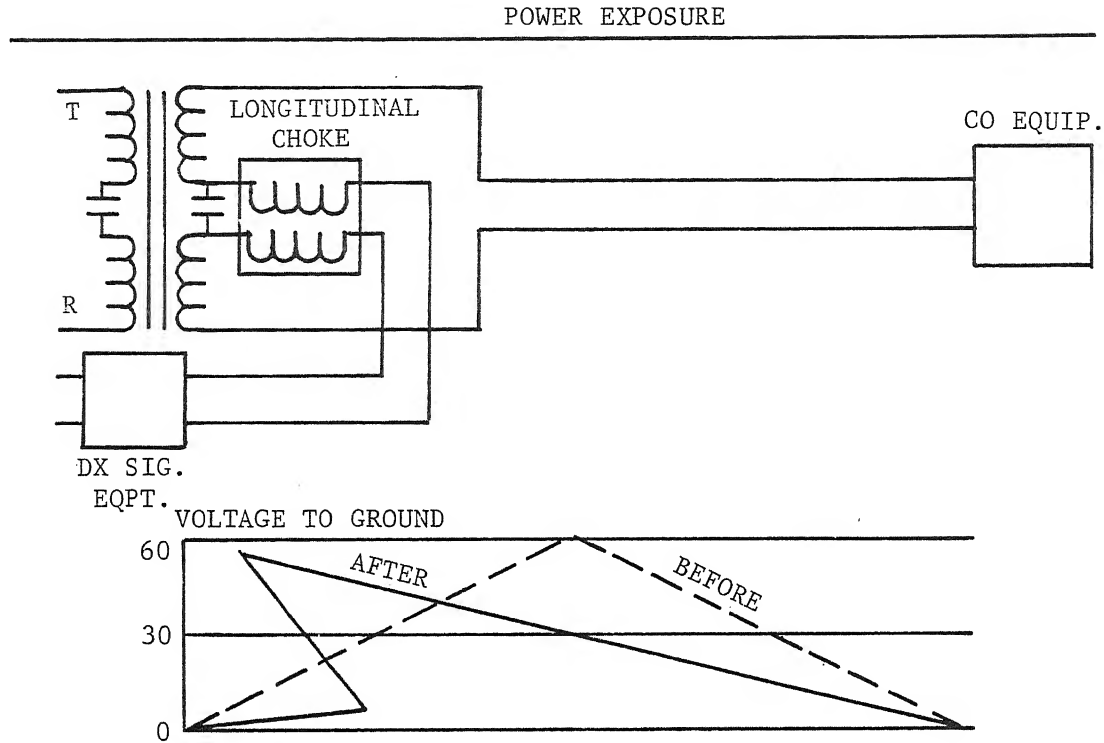 POWER EXPOSURE
T
LONGITUDINAL
CHOKE
CO EQUIP.
R
DX SIG.
EQPT.
VOLTAGE TO GROUND
60
AFTER
BEFORE
30
0